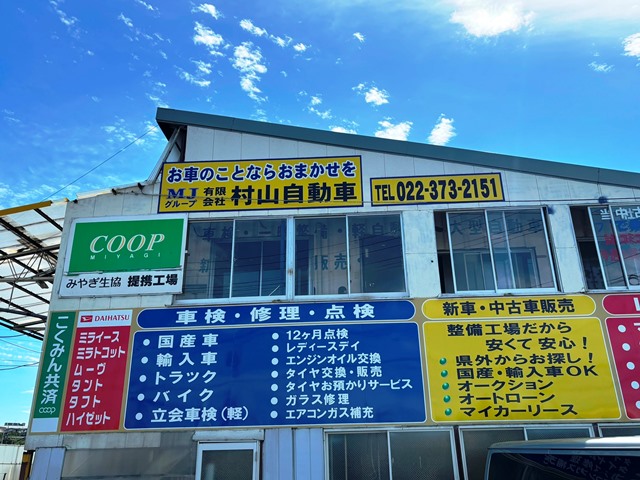 お車のことならおまかせを
MJグループ 有限会社 村山自動車
TEL 022-373-2151
COOP
MIYAGI
みやぎ生協 提携工場
こくみん共済
coop
DAIHATSU
ミライース
ミラトコット
ムーヴ
タント
タフト
ハイゼット
車検・修理・点検
・国産車
・輸入車
・トラック
・バイク
・立会車検（軽）
・12ヶ月点検
・レディースデイ
・エンジンオイル交換
・タイヤ交換・販売
・タイヤお預かりサービス
・ガラス修理
・エアコンガス補充
新車・中古車販売
整備工場だから
安くて 安心！
県外からお探し！
国産・輸入車OK
オークション
オートローン
マイカーリース